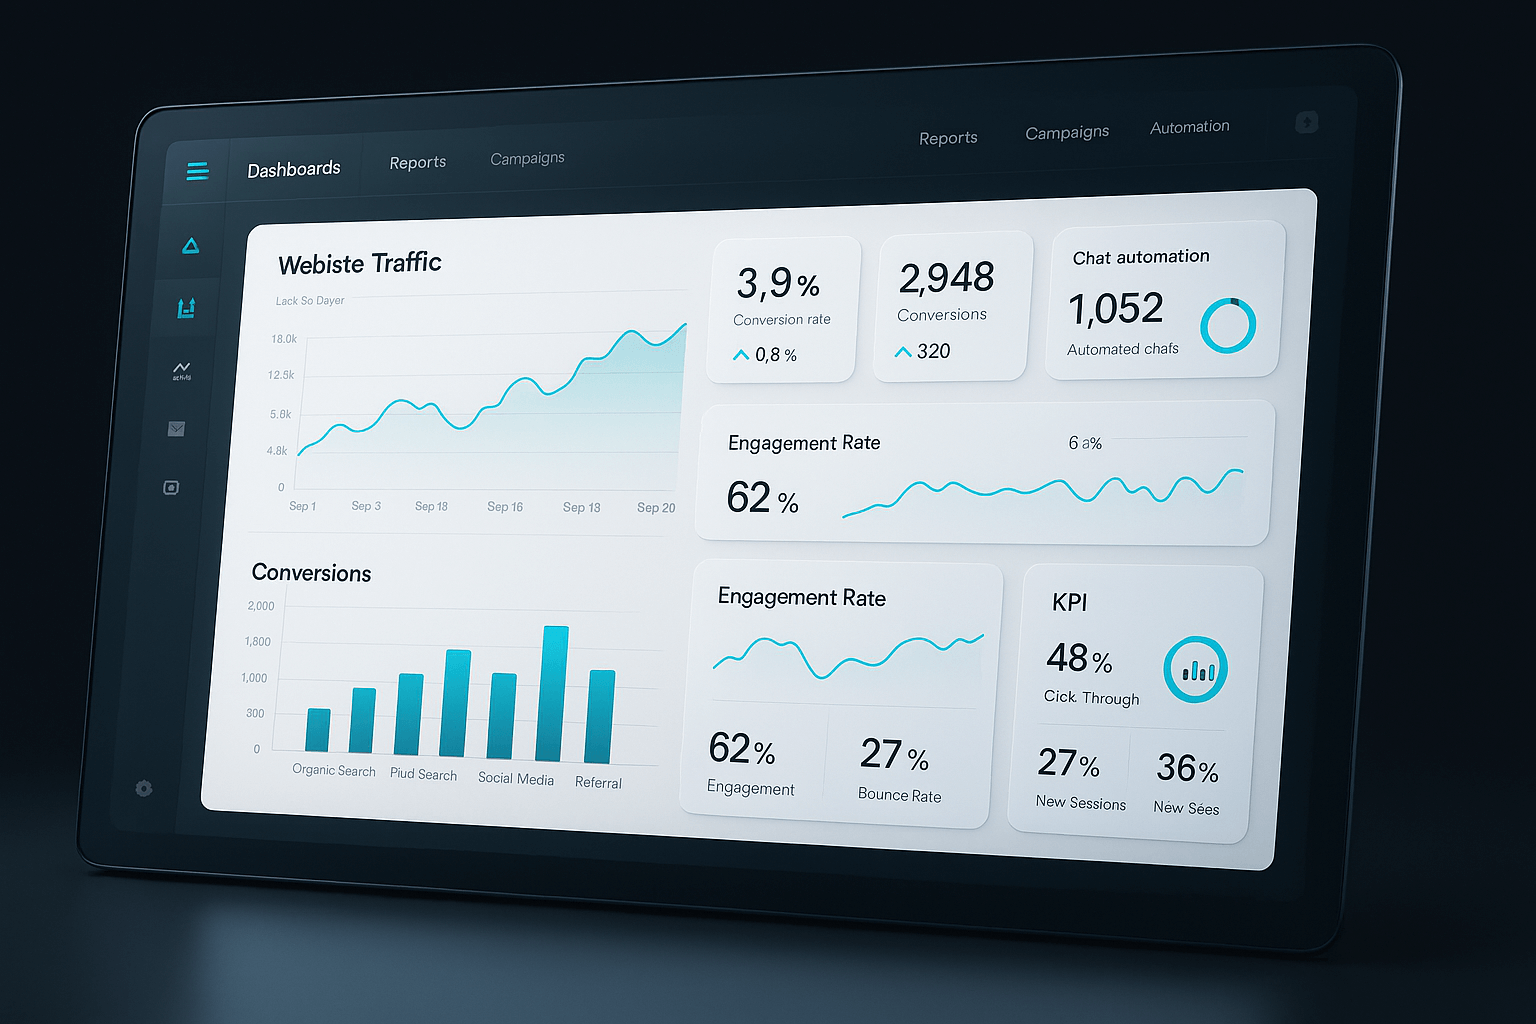 Dashboards
Reports
Campaigns
Reports
Campaigns
Automation
Webiste Traffic
Lack So Dayer
18.0k
12.5k
5.0k
4.8k
0
Sep 1
Sep 3
Sep 18
Sep 16
Sep 13
Sep 20
Conversions
2,000
1,800
1,000
300
0
Organic Search
Piud Search
Social Media
Referral
3,9 %
Conversion rate
0,8 %
2,948
Conversions
320
Chat automation
1,052
Automated chafs
Engagement Rate
6 a%
62 %
Engagement Rate
62%
Engagement
27 %
Bounce Rate
KPI
48 %
Cick. Through
27%
New Sessions
36%
New Sées